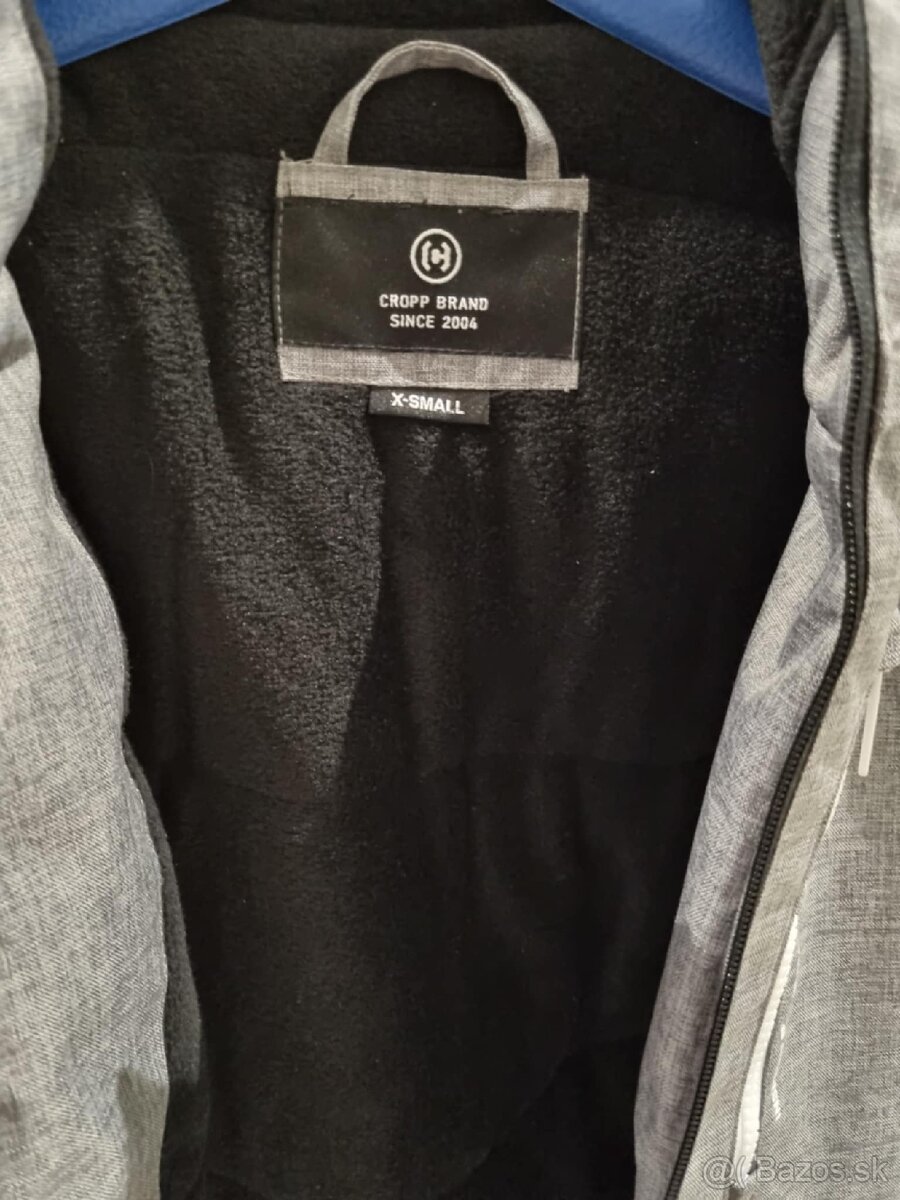 [C]
CROPP BRAND
SINCE 2004
X-SMALL
@( Bazos.sk